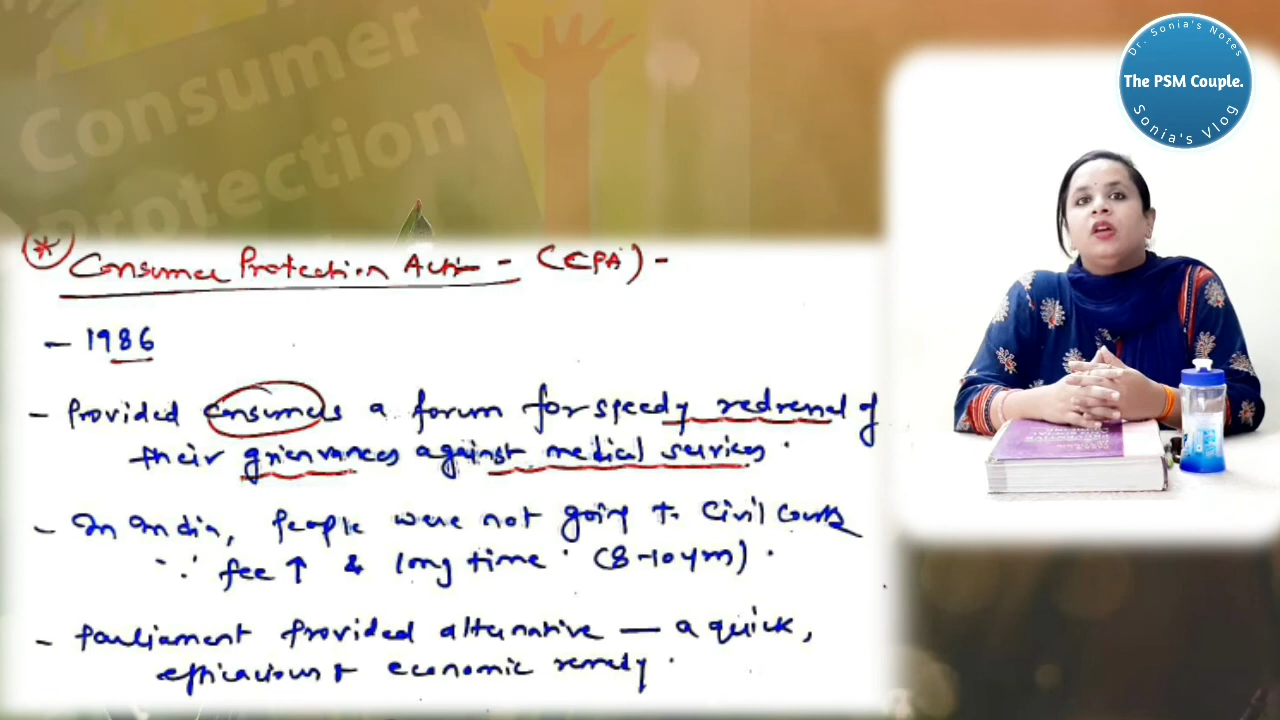 Consumer
Protection
Dr. Sonia's Notes
The PSM Couple.
Sonia's Vlog
* Consumer Protection Act - (CPA) -
- 1986
- Provided consumers a forum for speedy redressal of
their grievances against medical services.
- In India, people were not going to Civil Courts
∵ fee ↑ & long time. (8-10 yrs).
- Parliament provided alternative — a quick,
efficacious & economic remedy.